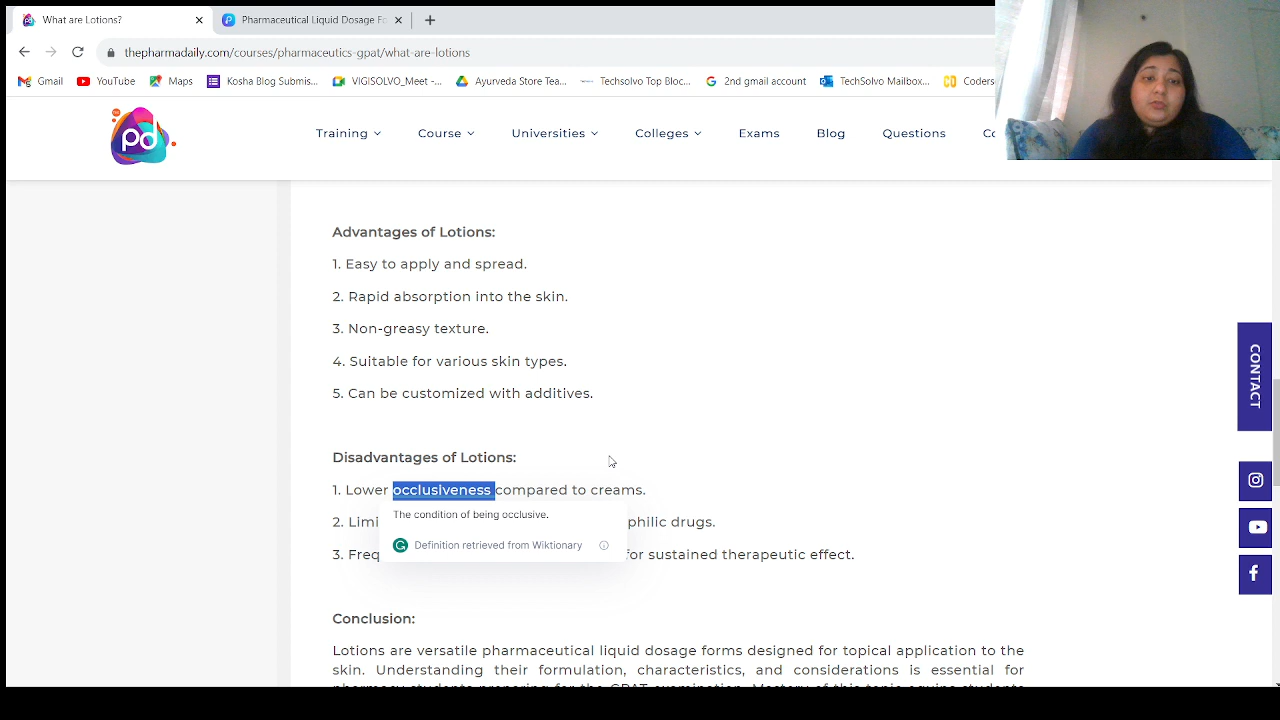 What are Lotions?
Pharmaceutical Liquid Dosage Fo
thepharmadaily.com/courses/pharmaceutics-gpat/what-are-lotions
Gmail YouTube Maps Kosha Blog Submis... VIGISOLVO_Meet -... Ayurveda Store Tea... Techsolvo Top Bloc... 2nd gmail account TechSolvo Mailbox... Coders
pd
Training Course Universities Colleges Exams Blog Questions Co
Advantages of Lotions:
1. Easy to apply and spread.
2. Rapid absorption into the skin.
3. Non-greasy texture.
4. Suitable for various skin types.
5. Can be customized with additives.
CONTACT
Disadvantages of Lotions:
1. Lower occlusiveness compared to creams.
The condition of being occlusive.
2. Limi philic drugs.
Definition retrieved from Wiktionary
3. Freq for sustained therapeutic effect.
Conclusion:
Lotions are versatile pharmaceutical liquid dosage forms designed for topical application to the
skin. Understanding their formulation, characteristics, and considerations is essential for